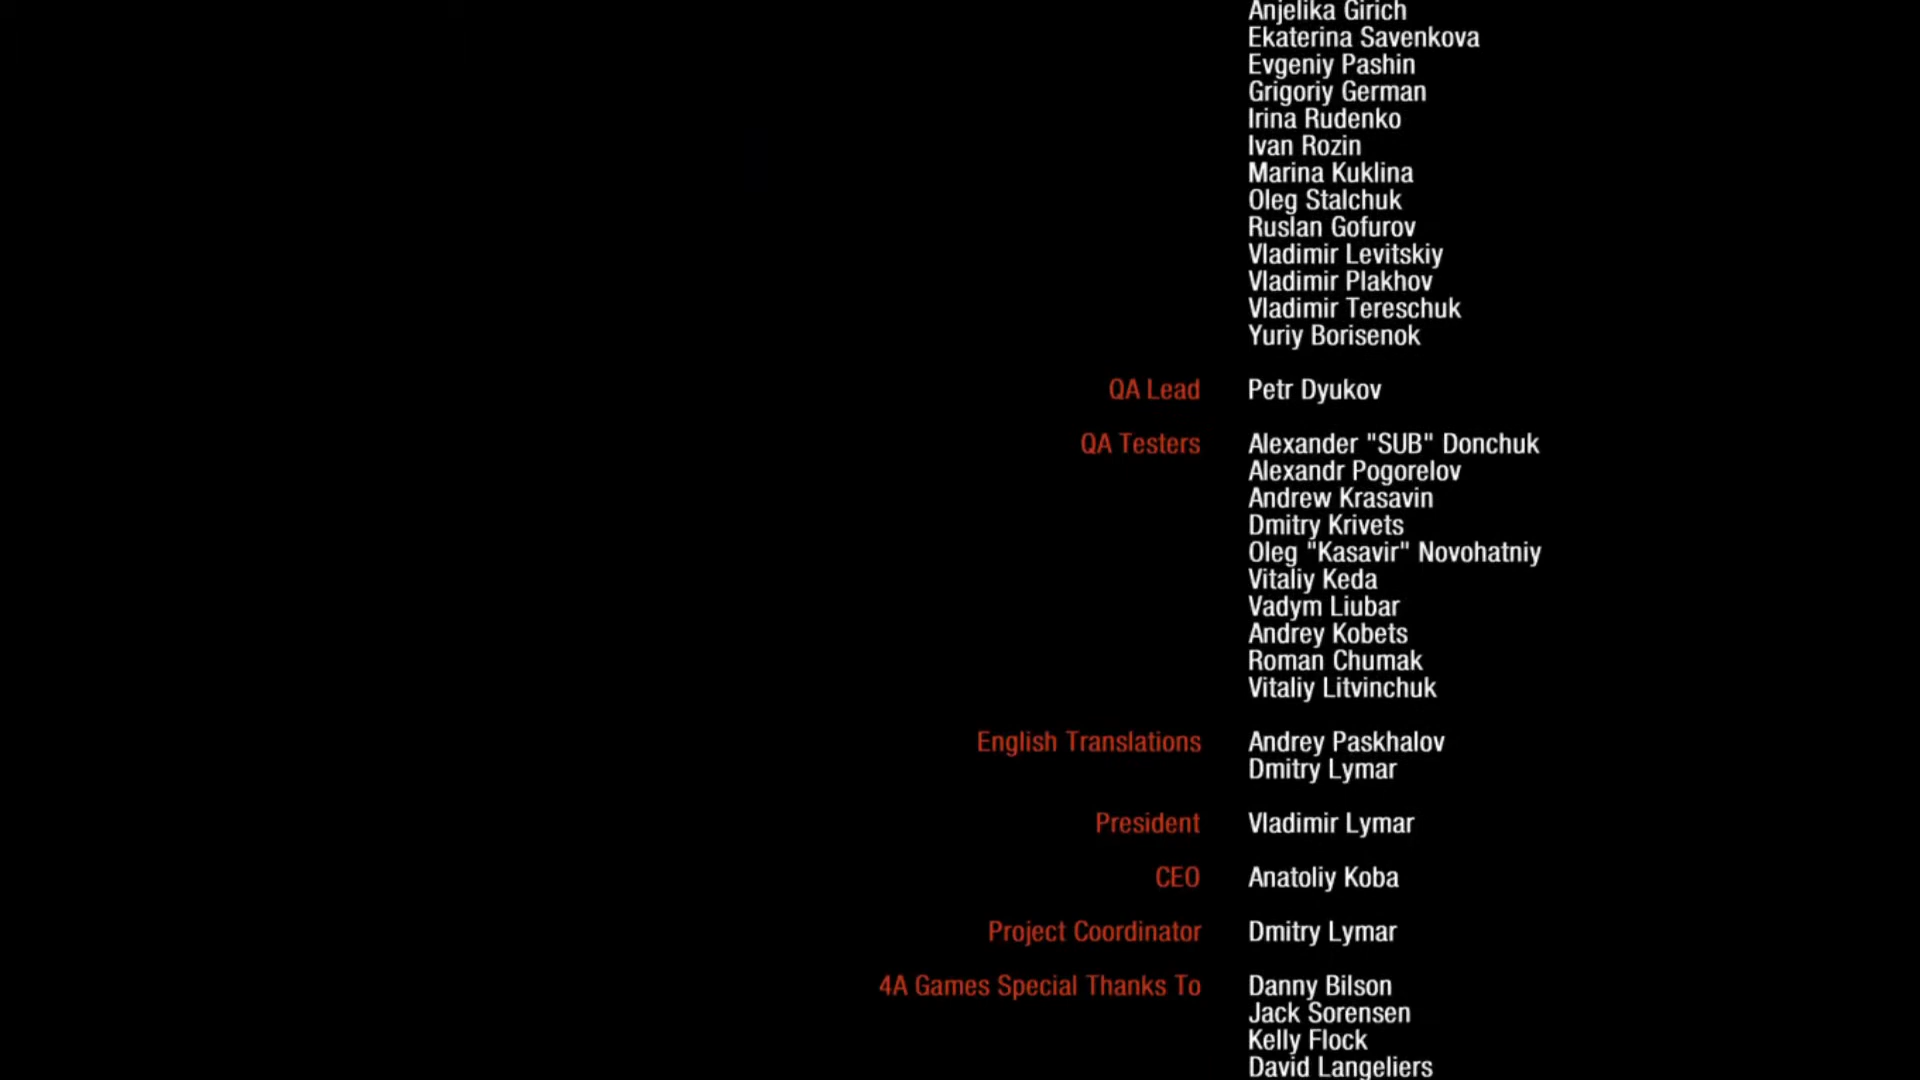 Anjelika Girich
Ekaterina Savenkova
Evgeniy Pashin
Grigoriy German
Irina Rudenko
Ivan Rozin
Marina Kuklina
Oleg Stalchuk
Ruslan Gofurov
Vladimir Levitskiy
Vladimir Plakhov
Vladimir Tereschuk
Yuriy Borisenok
QA Lead Petr Dyukov
QA Testers Alexander "SUB" Donchuk
Alexandr Pogorelov
Andrew Krasavin
Dmitry Krivets
Oleg "Kasavir" Novohatniy
Vitaliy Keda
Vadym Liubar
Andrey Kobets
Roman Chumak
Vitaliy Litvinchuk
English Translations Andrey Paskhalov
Dmitry Lymar
President Vladimir Lymar
CEO Anatoliy Koba
Project Coordinator Dmitry Lymar
4A Games Special Thanks To Danny Bilson
Jack Sorensen
Kelly Flock
David Langeliers